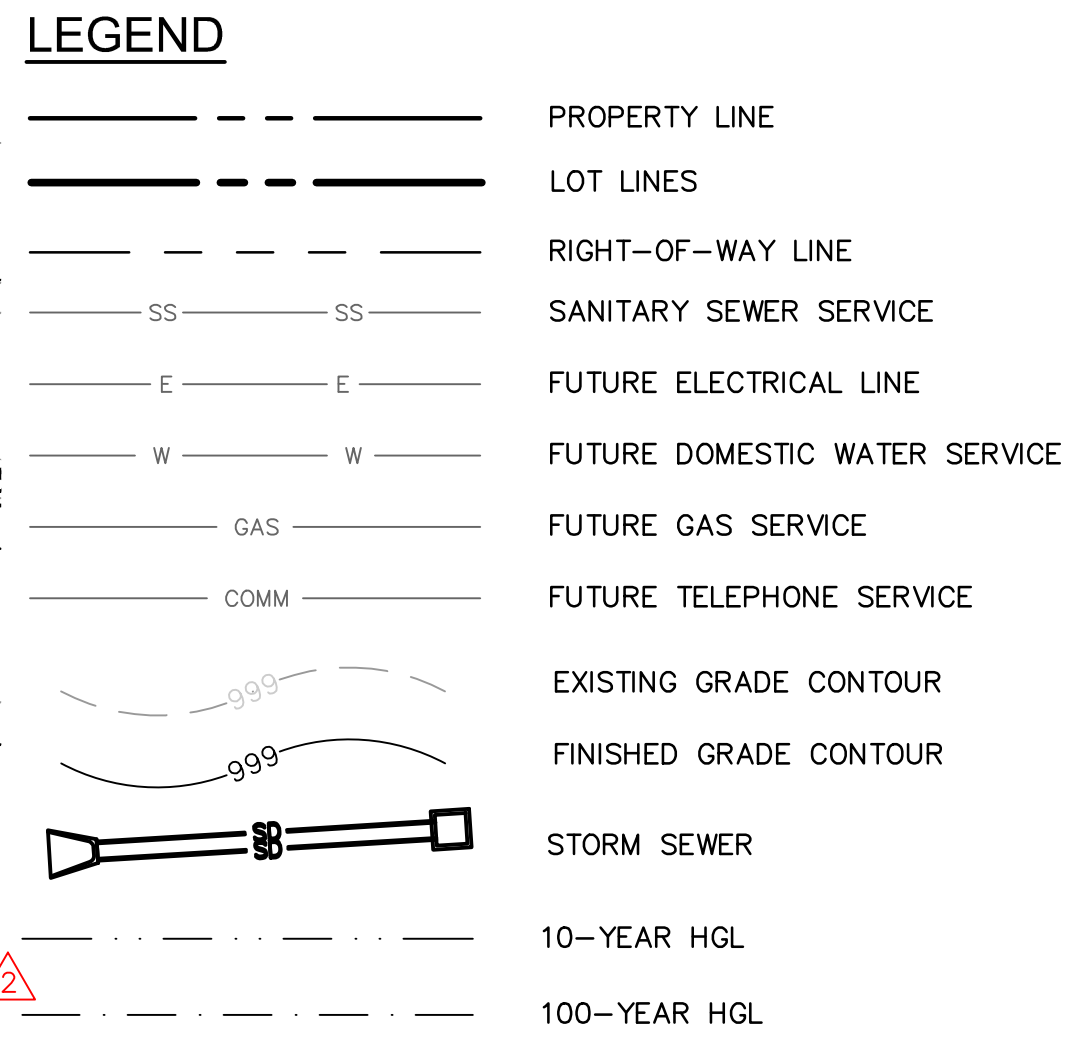 LEGEND
PROPERTY LINE
LOT LINES
RIGHT-OF-WAY LINE
SS SS SANITARY SEWER SERVICE
E E FUTURE ELECTRICAL LINE
W W FUTURE DOMESTIC WATER SERVICE
GAS FUTURE GAS SERVICE
COMM FUTURE TELEPHONE SERVICE
999 EXISTING GRADE CONTOUR
999 FINISHED GRADE CONTOUR
SD
SD STORM SEWER
10-YEAR HGL
2
100-YEAR HGL